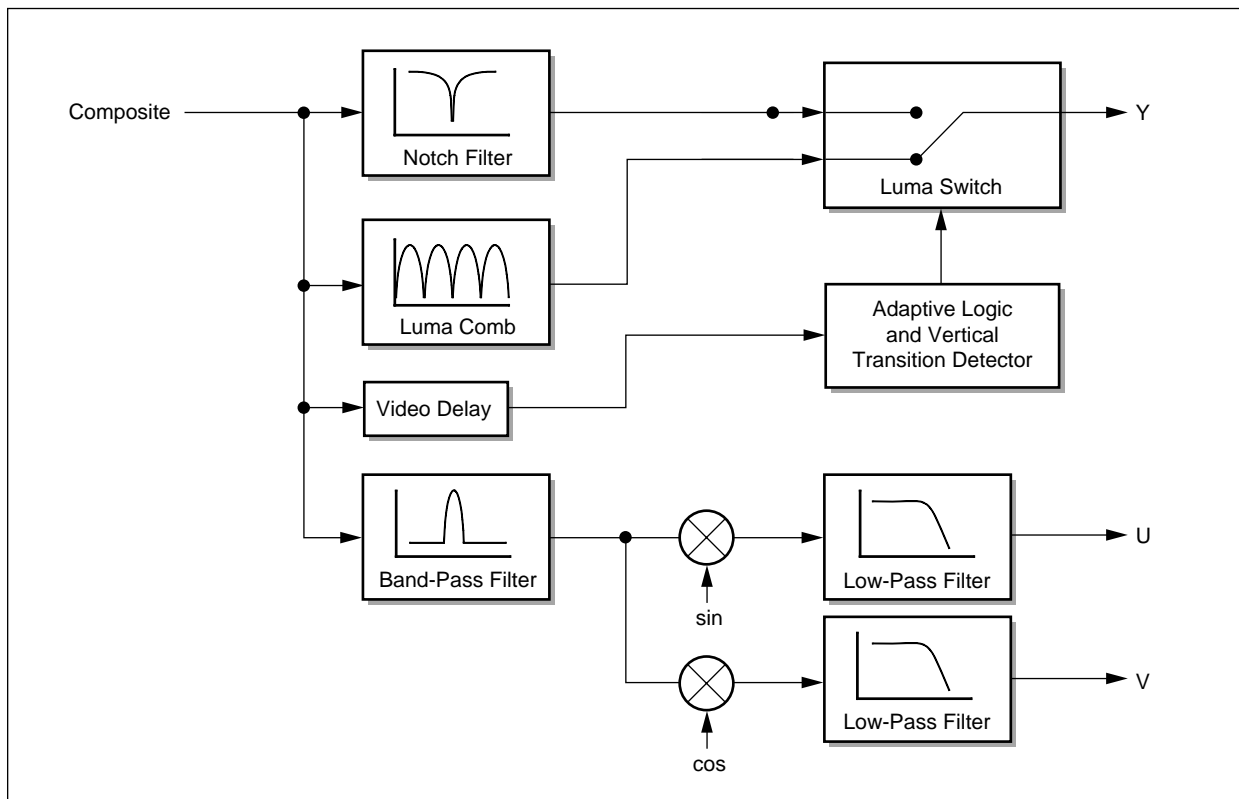 Composite
Notch Filter
Luma Switch
Y
Luma Comb
Adaptive Logic
and Vertical
Transition Detector
Video Delay
Band-Pass Filter
sin
Low-Pass Filter
U
cos
Low-Pass Filter
V